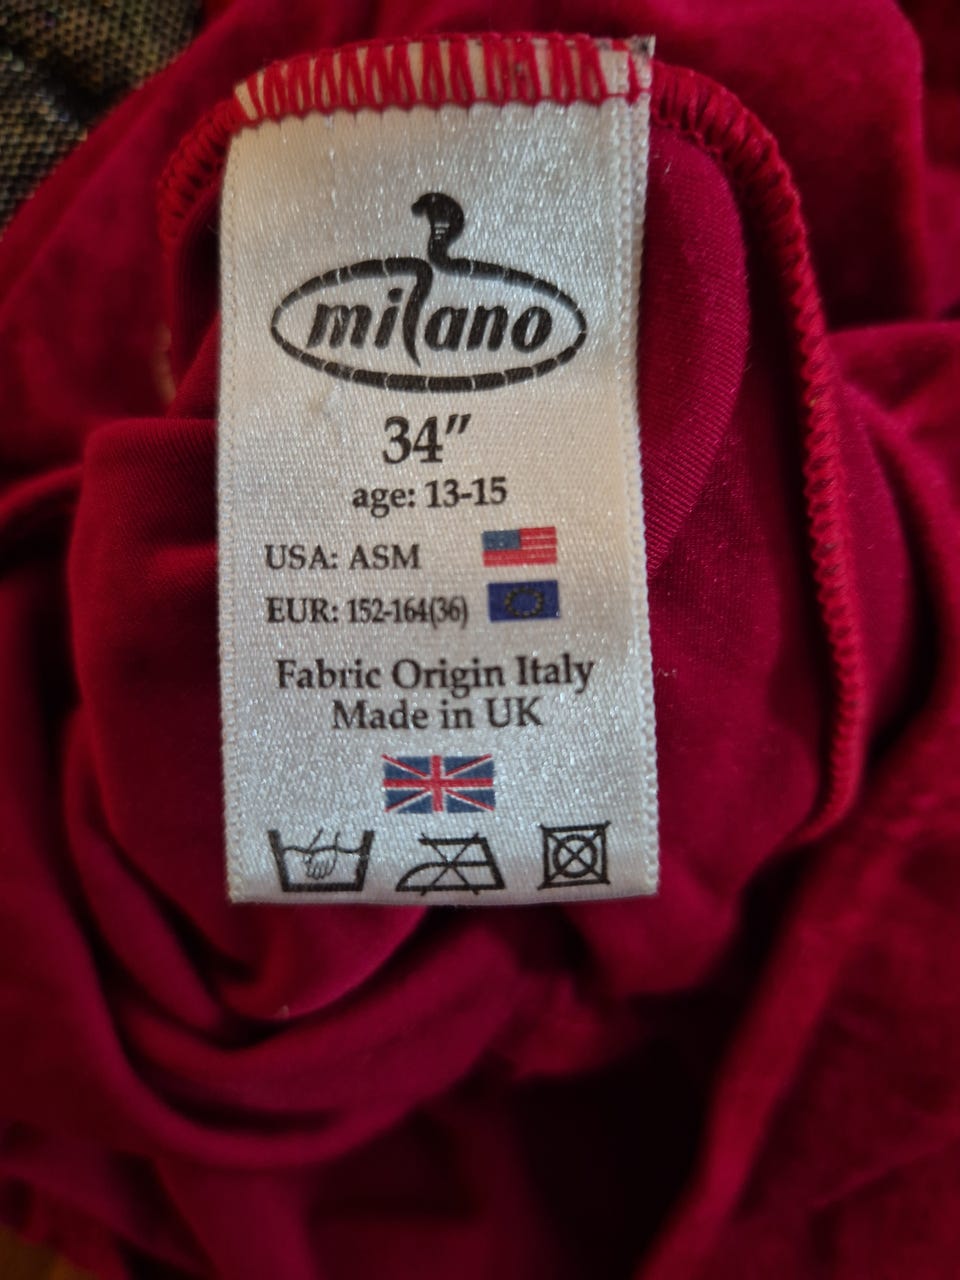 milano
34"
age: 13-15
USA: ASM
EUR: 152-164(36)
Fabric Origin Italy
Made in UK